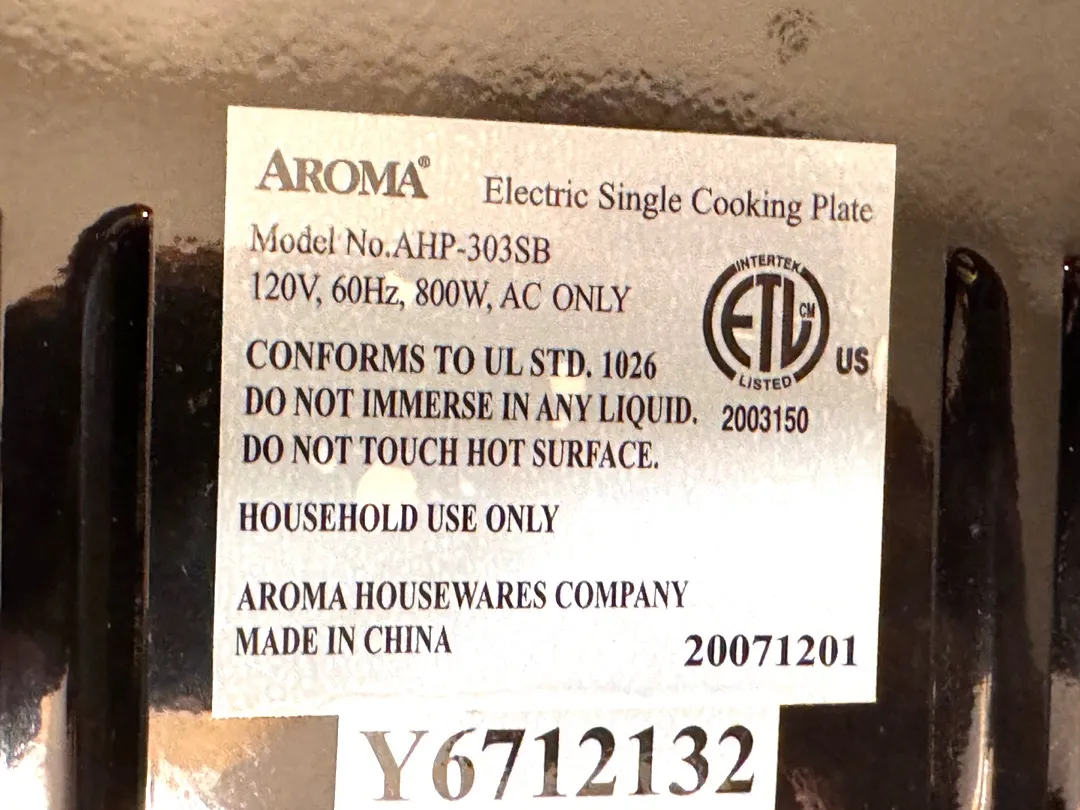 AROMA® Electric Single Cooking Plate
Model No.AHP-303SB
120V, 60Hz, 800W, AC ONLY
INTERTEK
ETL CM
LISTED
US
2003150
CONFORMS TO UL STD. 1026
DO NOT IMMERSE IN ANY LIQUID.
DO NOT TOUCH HOT SURFACE.
HOUSEHOLD USE ONLY
AROMA HOUSEWARES COMPANY
MADE IN CHINA
20071201
Y6712132